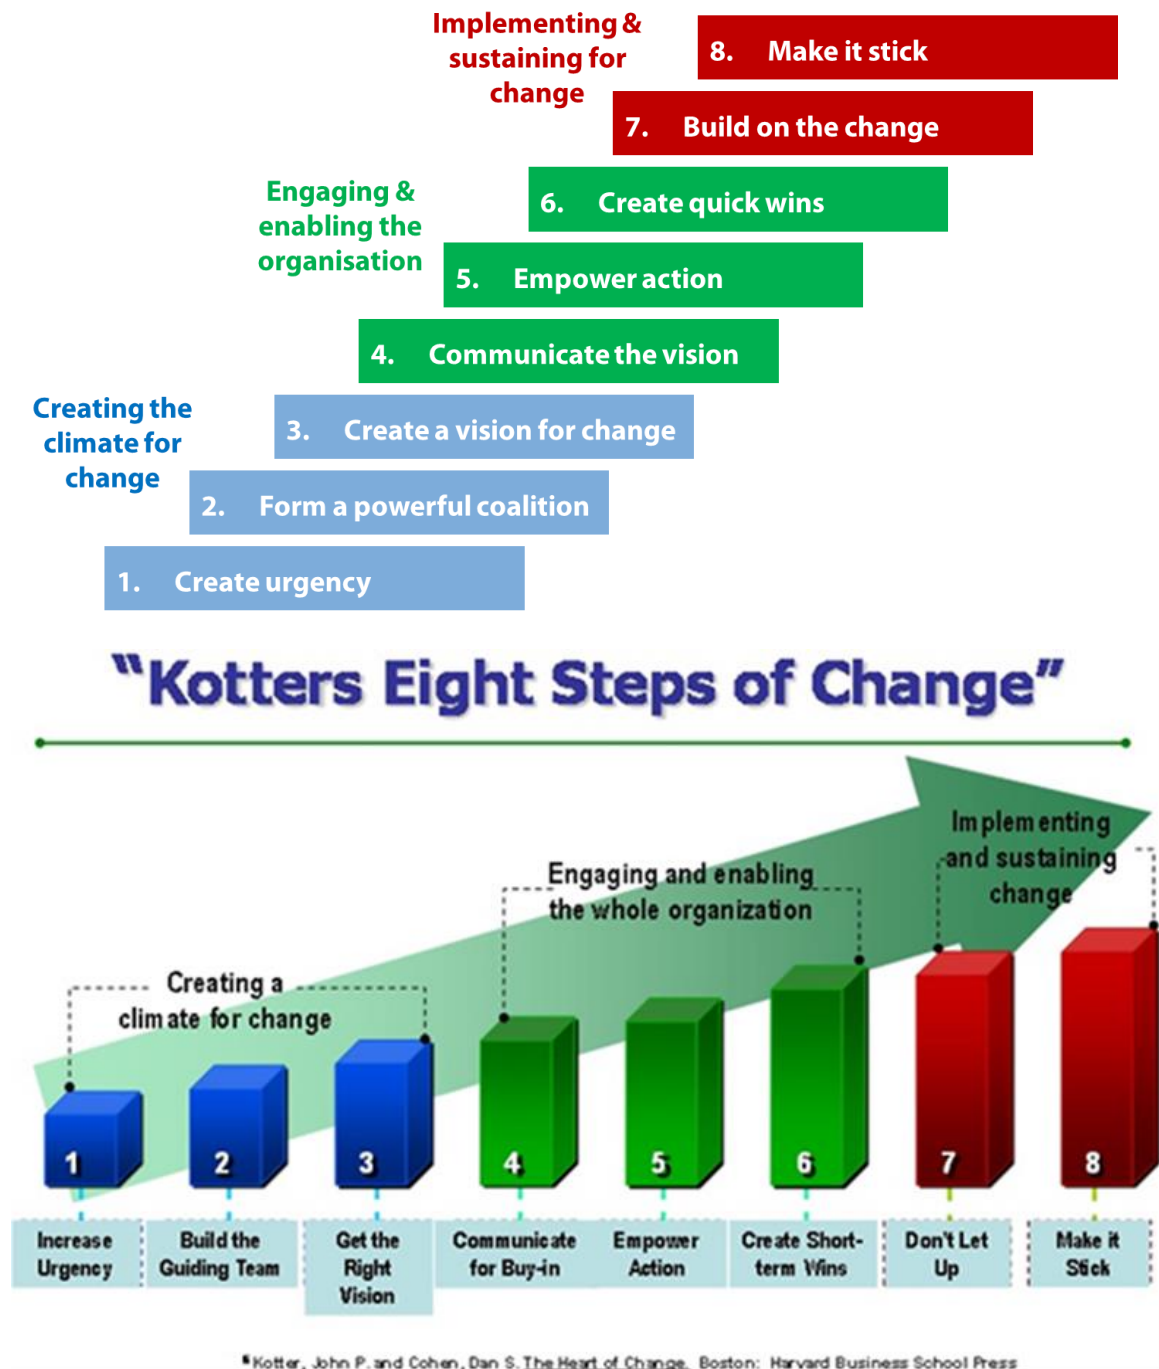 Implementing &
sustaining for
change
8. Make it stick
7. Build on the change
Engaging &
enabling the
organisation
6. Create quick wins
5. Empower action
4. Communicate the vision
Creating the
climate for
change
3. Create a vision for change
2. Form a powerful coalition
1. Create urgency
"Kotters Eight Steps of Change"
Implementing
and sustaining
change
Engaging and enabling
the whole organization
Creating a
climate for change
1 2 3 4 5 6 7 8
Increase
Urgency
Build the
Guiding Team
Get the
Right
Vision
Communicate
for Buy-in
Empower
Action
Create Short-
term Wins
Don't Let
Up
Make it
Stick
Kotter, John P. and Cohen, Dan S. The Heart of Change. Boston: Harvard Business School Press